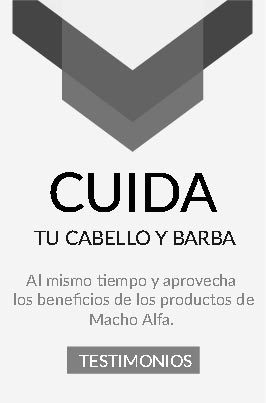 CUIDA
TU CABELLO Y BARBA
Al mismo tiempo y aprovecha
los beneficios de los productos de
Macho Alfa.
TESTIMONIOS